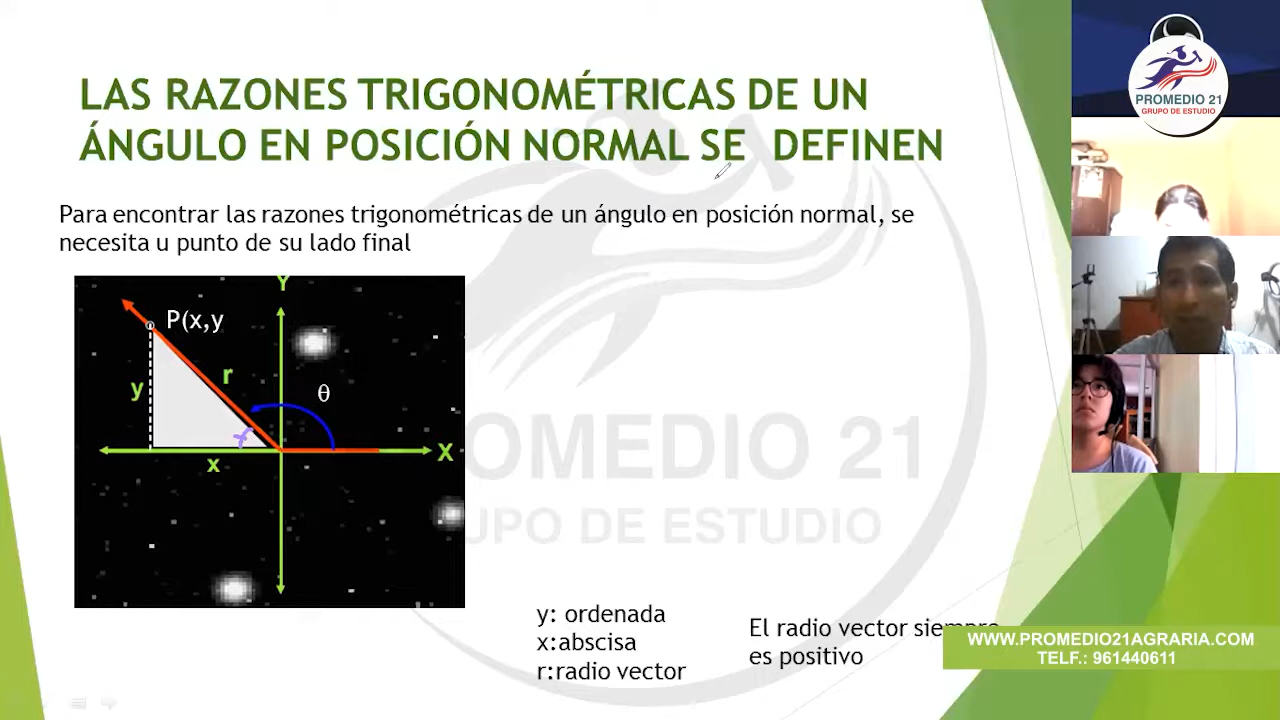 LAS RAZONES TRIGONOMÉTRICAS DE UN
ÁNGULO EN POSICIÓN NORMAL SE DEFINEN
Para encontrar las razones trigonométricas de un ángulo en posición normal, se
necesita u punto de su lado final
Y
P(x,y
y
r
θ
x
X
y: ordenada
x:abscisa
r:radio vector
El radio vector siempre
es positivo
PROMEDIO 21
GRUPO DE ESTUDIO
OMEDIO 21
UPO DE ESTUDIO
WWW.PROMEDIO21AGRARIA.COM
TELF.: 961440611